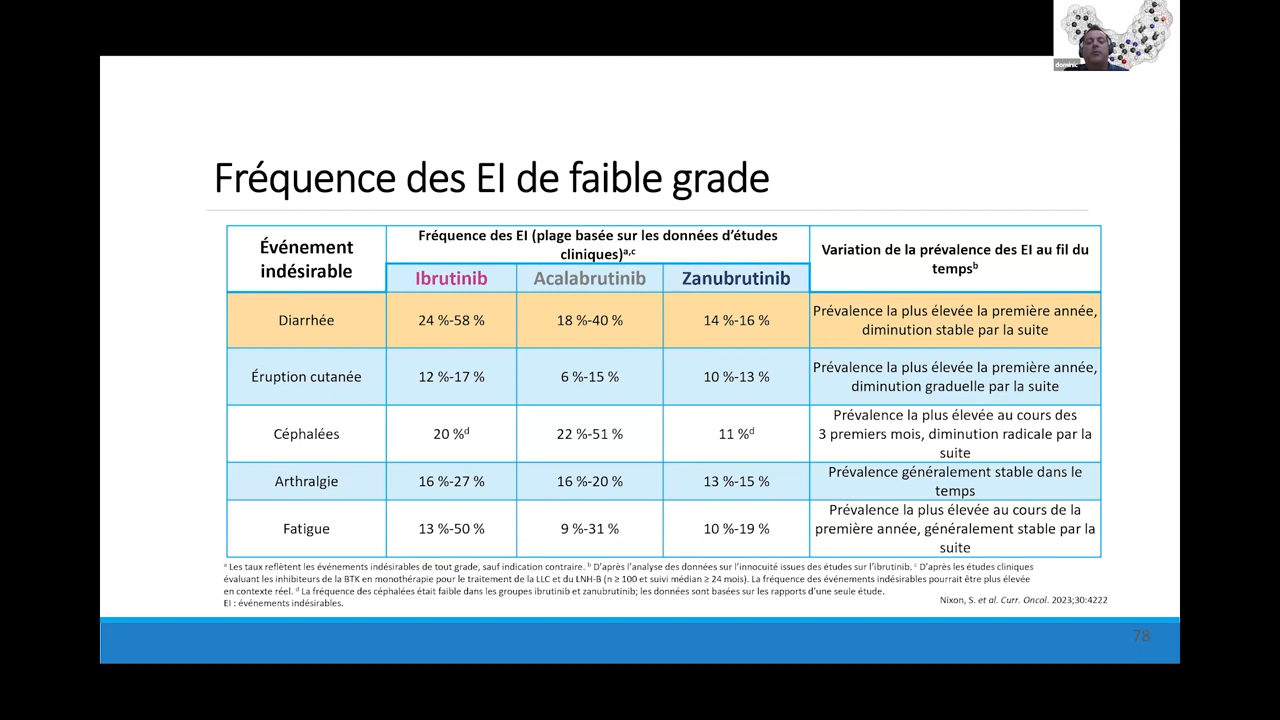 dominic
Fréquence des EI de faible grade
Événement
indésirable
Fréquence des EI (plage basée sur les données d'études
cliniques)a,c
Variation de la prévalence des EI au fil du
tempsb
Ibrutinib
Acalabrutinib
Zanubrutinib
Diarrhée
24 %-58 %
18 %-40 %
14 %-16 %
Prévalence la plus élevée la première année,
diminution stable par la suite
Éruption cutanée
12 %-17 %
6 %-15 %
10 %-13 %
Prévalence la plus élevée la première année,
diminution graduelle par la suite
Céphalées
20 %d
22 %-51 %
11 %d
Prévalence la plus élevée au cours des
3 premiers mois, diminution radicale par la
suite
Arthralgie
16 %-27 %
16 %-20 %
13 %-15 %
Prévalence généralement stable dans le
temps
Fatigue
13 %-50 %
9 %-31 %
10 %-19 %
Prévalence la plus élevée au cours de la
première année, généralement stable par la
suite
a Les taux reflètent les événements indésirables de tout grade, sauf indication contraire. b D'après l'analyse des données sur l'innocuité issues des études sur l'ibrutinib. c D'après les études cliniques
évaluant les inhibiteurs de la BTK en monothérapie pour le traitement de la LLC et du LNH-B (n ≥ 100 et suivi médian ≥ 24 mois). La fréquence des événements indésirables pourrait être plus élevée
en contexte réel. d La fréquence des céphalées était faible dans les groupes ibrutinib et zanubrutinib; les données sont basées sur les rapports d'une seule étude.
EI : événements indésirables.
Nixon, S. et al. Curr. Oncol. 2023;30:4222
78